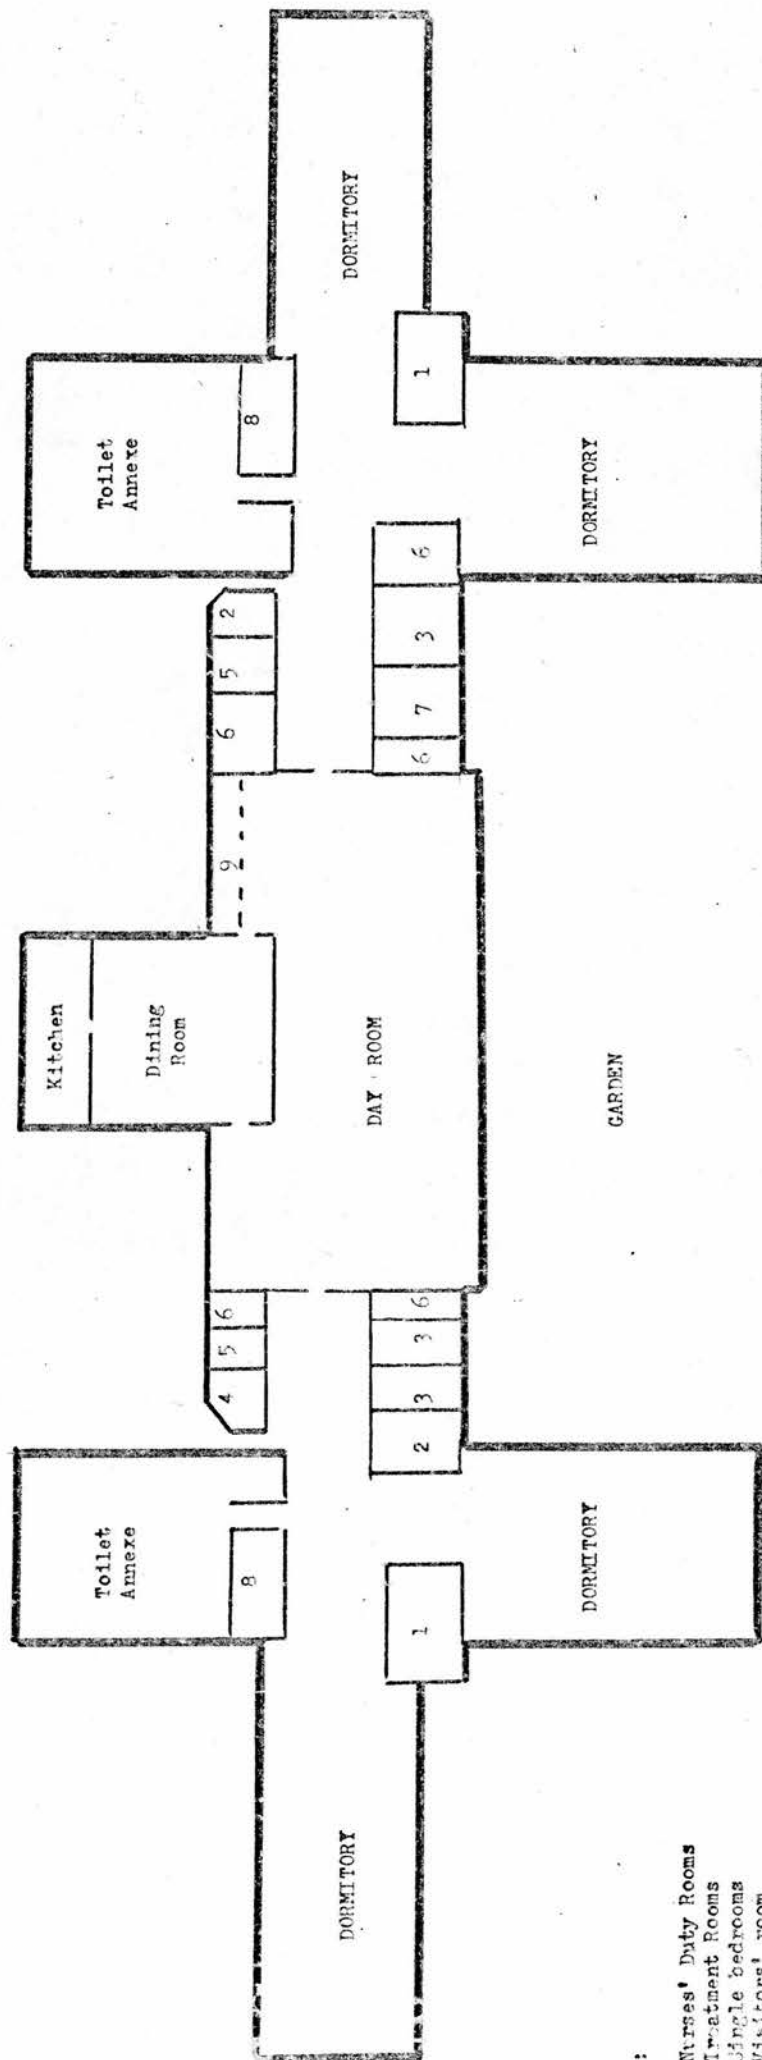 Kitchen
Toilet
Annexe
Dining
Room
Toilet
Annexe
8
4 5 6
9
6 5 2
8
DORMITORY
DAY ROOM
DORMITORY
1
2 3 3 6
6 7 3 6
1
DORMITORY
GARDEN
DORMITORY
:
Nurses' Duty Rooms
Treatment Rooms
Single bedrooms
Visitors' room